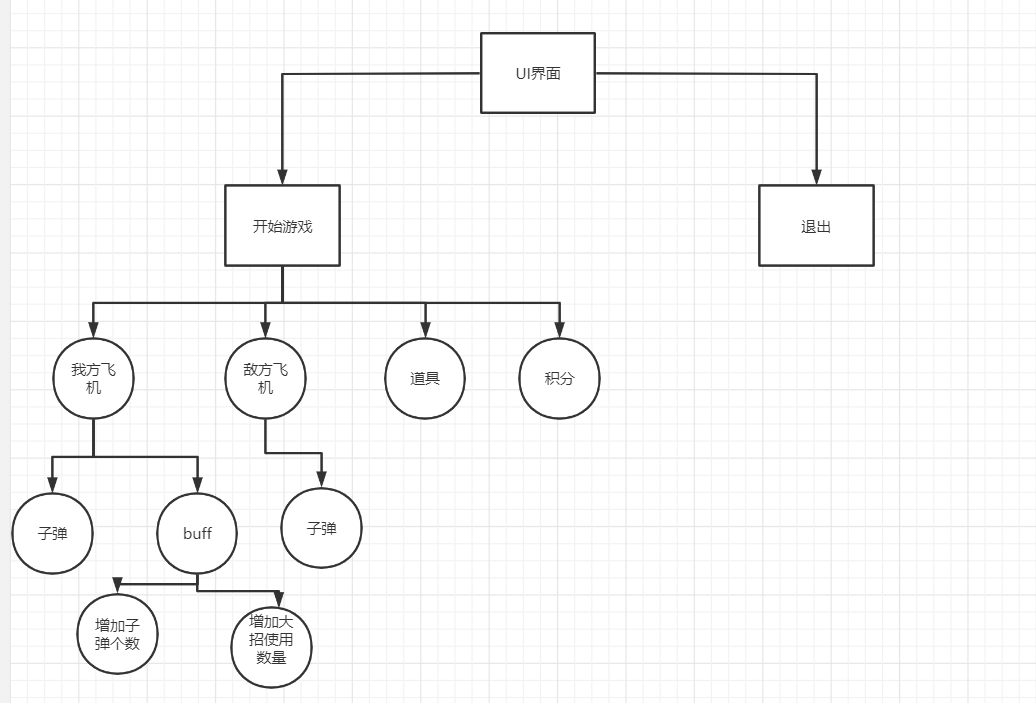 UI界面
开始游戏
退出
我方飞
机
敌方飞
机
道具
积分
子弹
buff
子弹
增加子
弹个数
增加大
招使用
数量